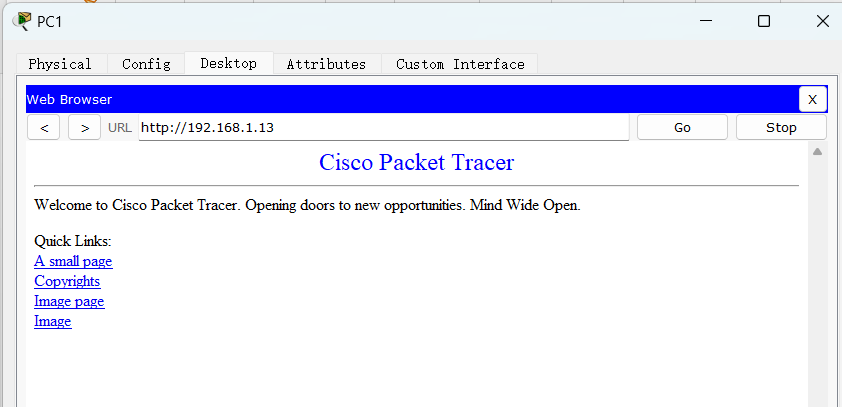 PC1
Physical Config Desktop Attributes Custom Interface
Web Browser X
< > URL http://192.168.1.13 Go Stop
Cisco Packet Tracer
Welcome to Cisco Packet Tracer. Opening doors to new opportunities. Mind Wide Open.
Quick Links:
A small page
Copyrights
Image page
Image